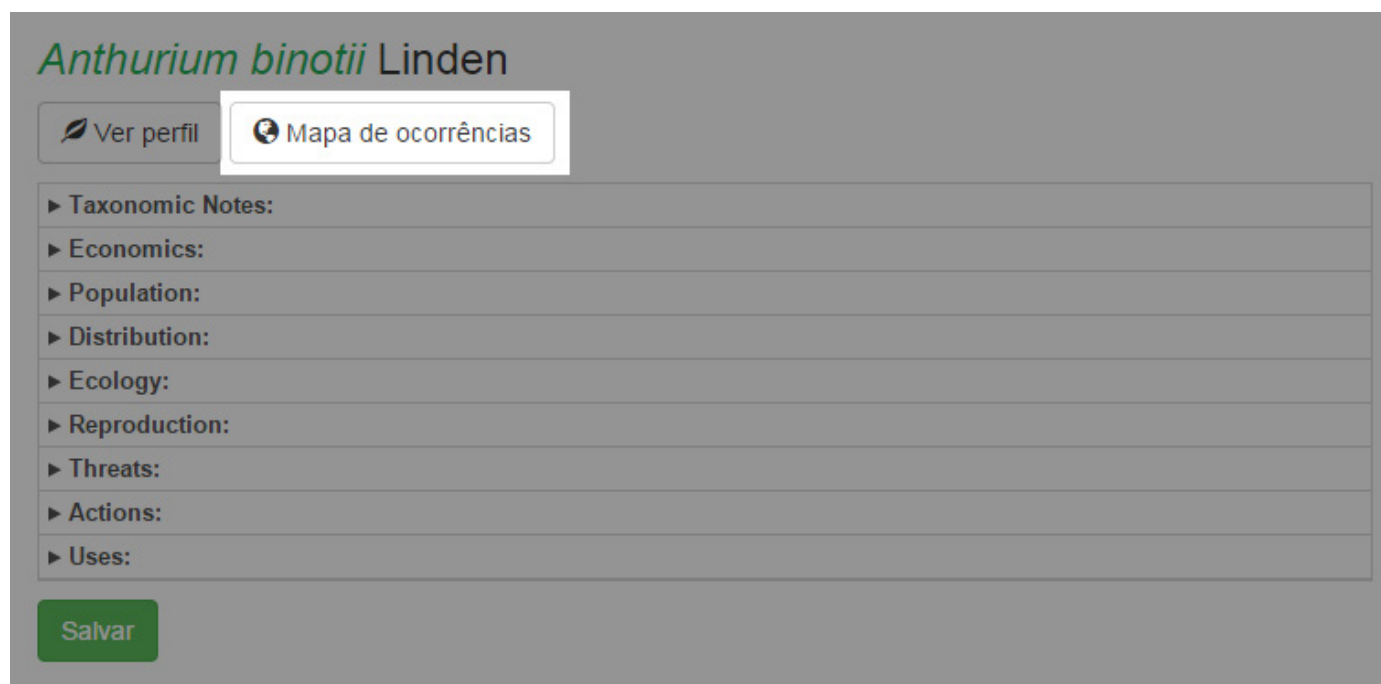 Anthurium binotii Linden
Ver perfil Mapa de ocorrências
Taxonomic Notes:
Economics:
Population:
Distribution:
Ecology:
Reproduction:
Threats:
Actions:
Uses:
Salvar